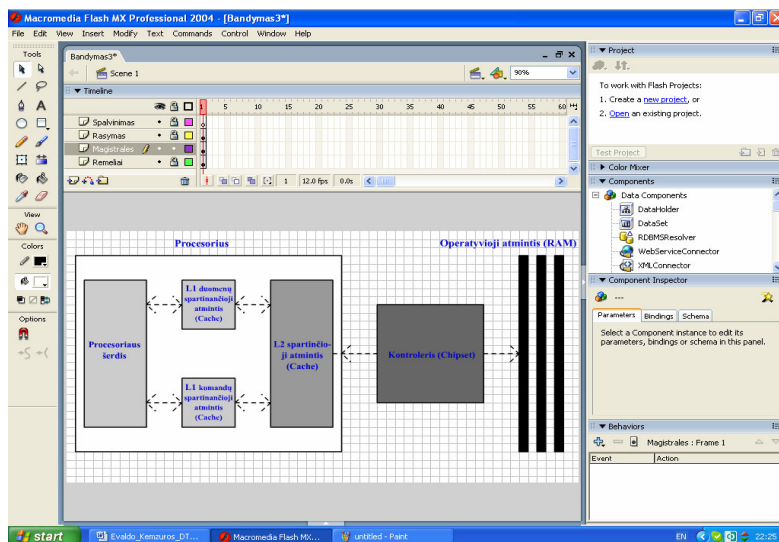 Macromedia Flash MX Professional 2004 - [Bandymas3*]
File Edit View Insert Modify Text Commands Control Window Help
Tools
View
Colors
Options
Bandymas3*
Scene 1
90%
Timeline
1 5 10 15 20 25 30 35 40 45 50 55 60
Spalvinimas
Rasymas
Magistrales
Remeliai
1 12.0 fps 0.0s
Procesorius
Operatyvioji atmintis (RAM)
L1 duomenų
spartinančioji
atmintis
(Cache)
Procesoriaus
šerdis
L2 spartinčio-
ji atmintis
(Cache)
Kontroleris (Chipset)
L1 komandų
spartinančioji
atmintis
(Cache)
Project
To work with Flash Projects:
1. Create a new project, or
2. Open an existing project.
Test Project
Color Mixer
Components
Data Components
DataHolder
DataSet
RDBMSResolver
WebServiceConnector
XMLConnector
Component Inspector
---
Parameters Bindings Schema
Select a Component instance to edit its
parameters, bindings or schema in this panel.
Behaviors
Magistrales : Frame 1
Event Action
start
Evaldo_Kemzuros_DT...
Macromedia Flash MX...
untitled - Paint
EN
22:25